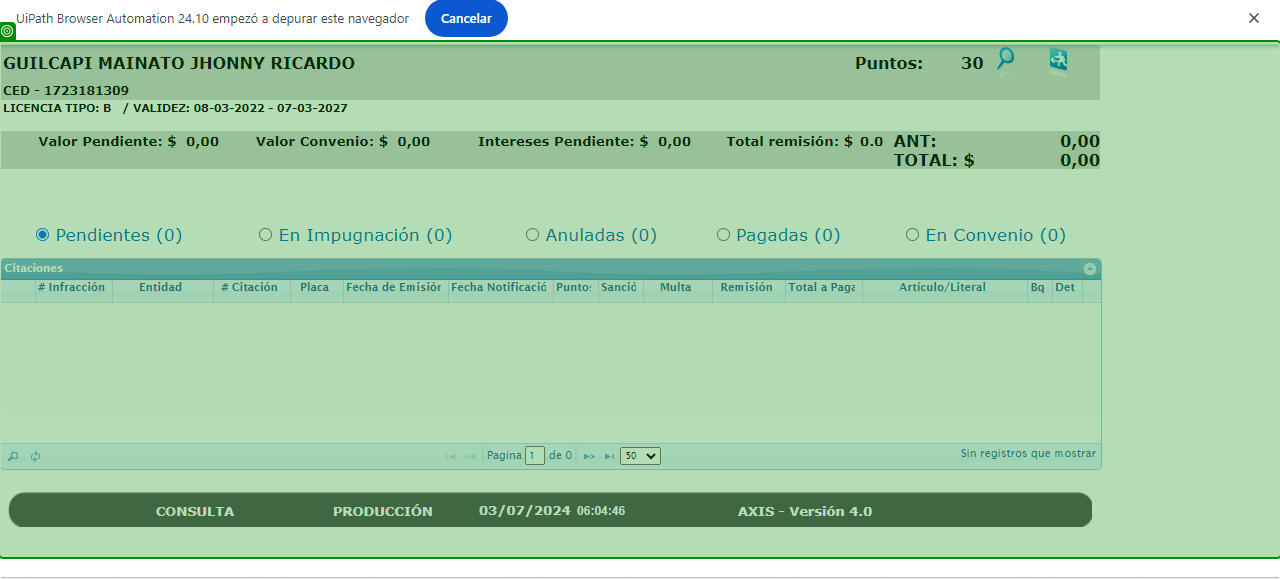 UiPath Browser Automation 24.10 empezó a depurar este navegador Cancelar
GUILCAPI MAINATO JHONNY RICARDO Puntos: 30
CED - 1723181309
LICENCIA TIPO: B / VALIDEZ: 08-03-2022 - 07-03-2027
Valor Pendiente: $ 0,00 Valor Convenio: $ 0,00 Intereses Pendiente: $ 0,00 Total remisión: $ 0.0 ANT: 0,00
TOTAL: $ 0,00
Pendientes (0) En Impugnación (0) Anuladas (0) Pagadas (0) En Convenio (0)
Citaciones
# Infracción Entidad # Citación Placa Fecha de Emisión Fecha Notificació Puntos Sanció Multa Remisión Total a Paga Artículo/Literal Bq Det
Pagina 1 de 0 50 Sin registros que mostrar
CONSULTA PRODUCCIÓN 03/07/2024 06:04:46 AXIS - Versión 4.0